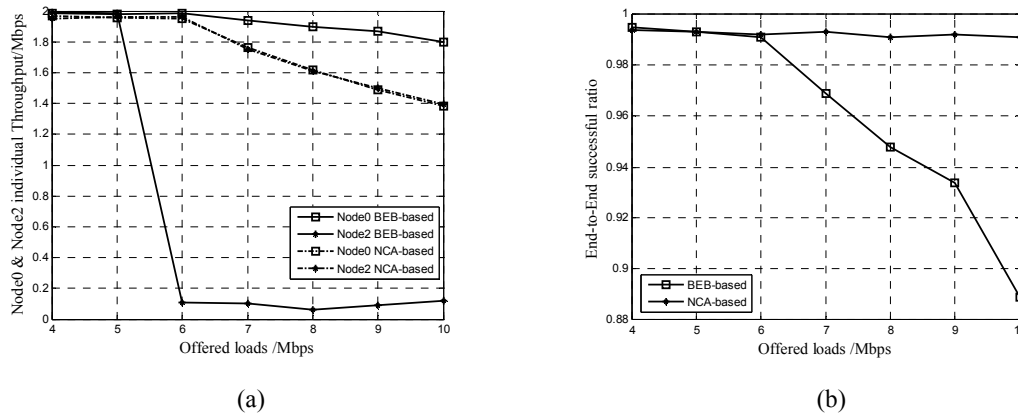 2
1.8
1.6
1.4
1.2
1
0.8
0.6
0.4
0.2
0
Node0 & Node2 individual Throughput/Mbps
Node0 BEB-based
Node2 BEB-based
Node0 NCA-based
Node2 NCA-based
4 5 6 7 8 9 10
Offered loads /Mbps
(a)
1
0.98
0.96
0.94
0.92
0.9
0.88
End-to-End successful ratio
BEB-based
NCA-based
4 5 6 7 8 9 1
Offered loads /Mbps
(b)